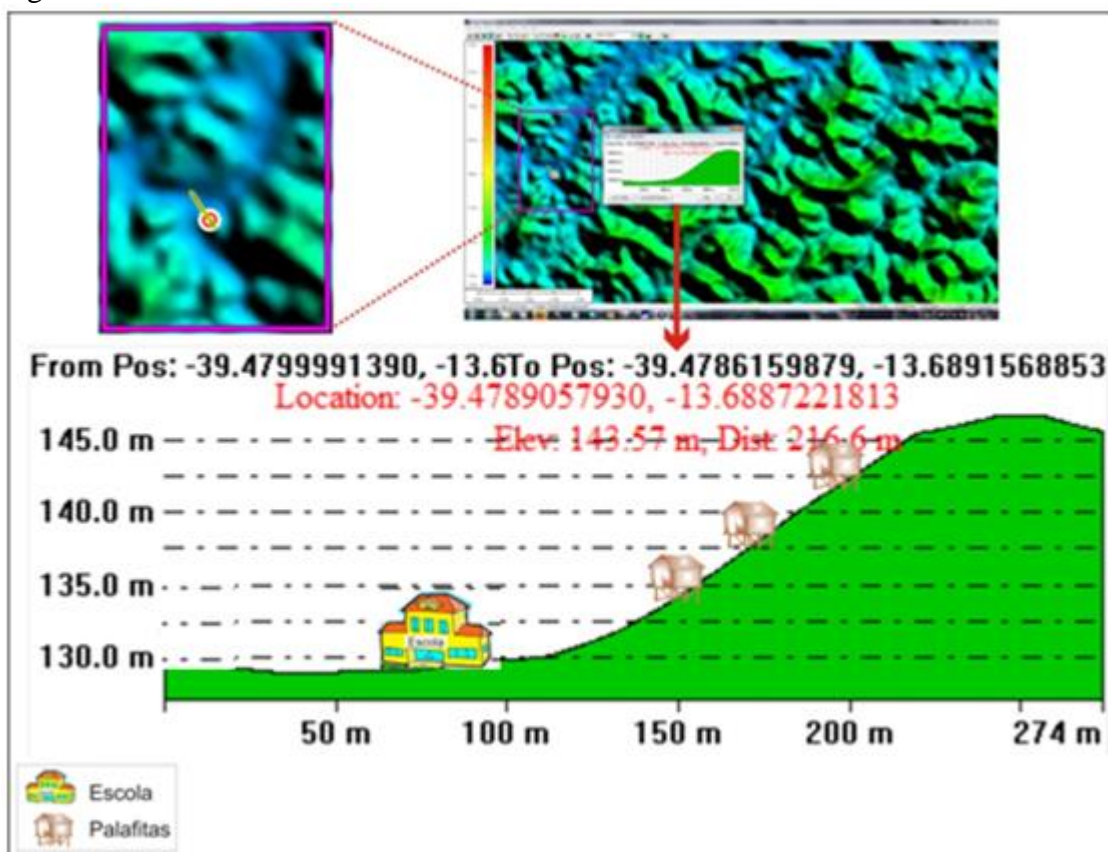 From Pos: -39.4799991390, -13.6To Pos: -39.4786159879, -13.6891568853
Location: -39.4789057930, -13.6887221813
Elev: 143.57 m, Dist: 216.6 m
145.0 m
140.0 m
135.0 m
130.0 m
Escola
50 m 100 m 150 m 200 m 274 m
Escola
Palafitas